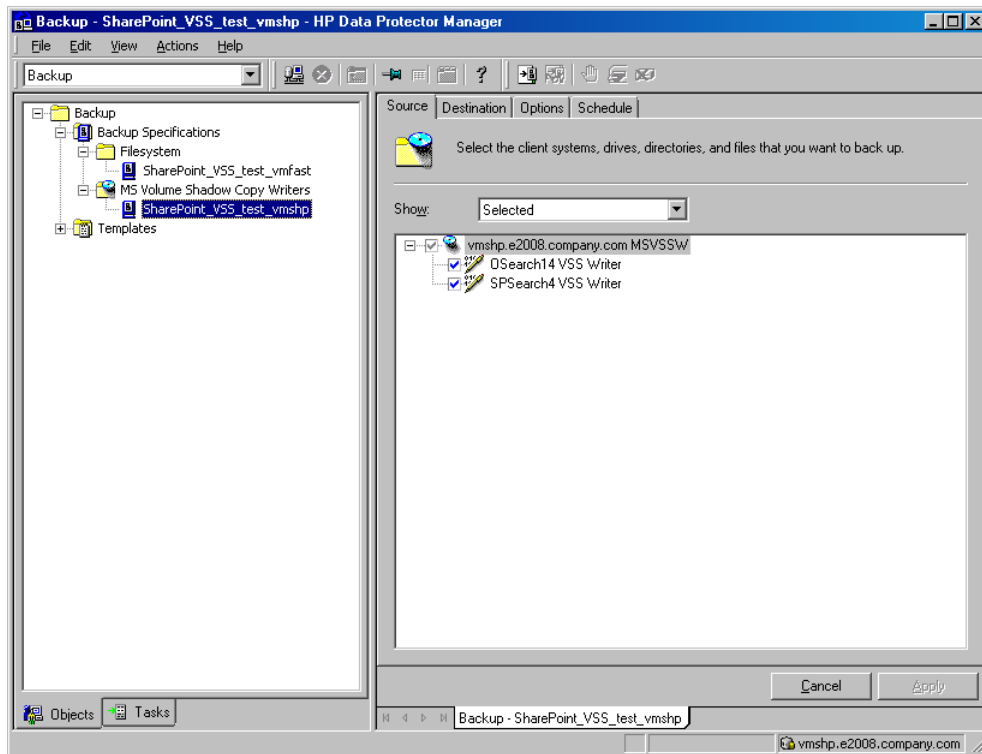 Backup - SharePoint_VSS_test_vmshp - HP Data Protector Manager
File Edit View Actions Help
Backup
Backup
Backup Specifications
Filesystem
SharePoint_VSS_test_vmfast
MS Volume Shadow Copy Writers
SharePoint_VSS_test_vmshp
Templates
Objects Tasks
Source Destination Options Schedule
Select the client systems, drives, directories, and files that you want to back up.
Show: Selected
vmshp.e2008.company.com MSVSSW
OSearch14 VSS Writer
SPSearch4 VSS Writer
Cancel Apply
Backup - SharePoint_VSS_test_vmshp
vmshp.e2008.company.com